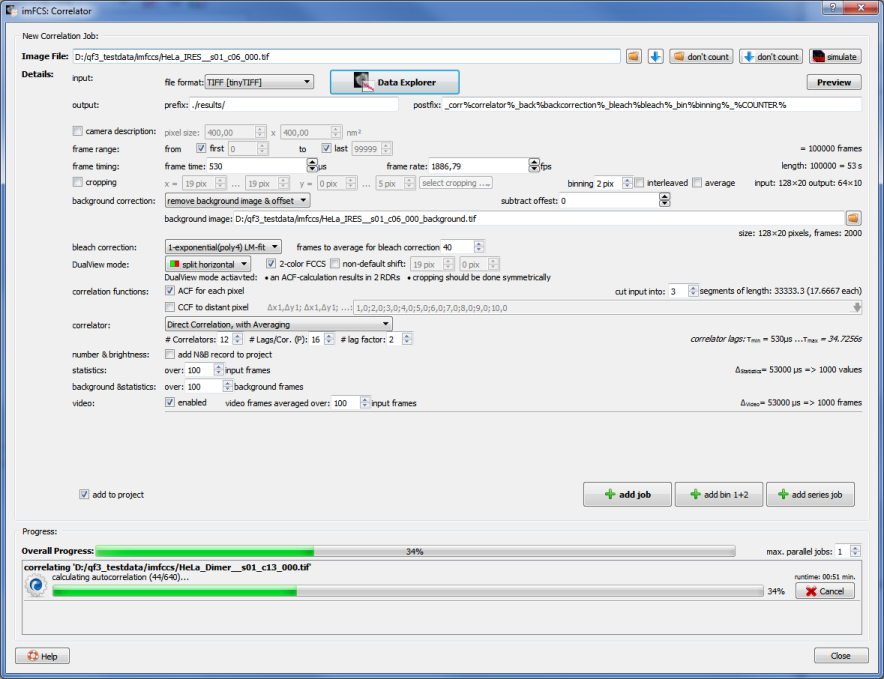 imFCS: Correlator
New Correlation Job:
Image File: D:/qf3_testdata/imfcs/HeLa_IRES__s01_c06_000.tif don't count don't count simulate
Details: input: file format: TIFF [tinyTIFF] Data Explorer Preview
output: prefix: ./results/ postfix: _corr%correlator%_back%backcorrection%_bleach%bleach%_bin%binning%_%COUNTER%
camera description: pixel size: 400,00 x 400,00 nm²
frame range: from first 0 to last 99999 = 100000 frames
frame timing: frame time: 530 µs frame rate: 1886,79 fps length: 100000 = 53 s
cropping x = 19 pix ... 19 pix y = 0 pix ... 5 pix select cropping ... binning 2 pix interleaved average input: 128×20 output: 64×10
background correction: remove background image & offset subtract offest: 0
background image: D:/qf3_testdata/imfcs/HeLa_IRES__s01_c06_000_background.tif
size: 128×20 pixels, frames: 2000
bleach correction: 1-exponential(poly4) LM-fit frames to average for bleach correction 40
DualView mode: split horizontal 2-color FCCS non-default shift: 19 pix 0 pix
DualView mode actiavted: • an ACF-calculation results in 2 RDRs • cropping should be done symmetrically
correlation functions: ACF for each pixel cut input into: 3 segments of length: 33333.3 (17.6667 each)
CCF to distant pixel Δx1,Δy1; Δx1,Δy1; ...: 1,0;2,0;3,0;4,0;5,0;6,0;7,0;8,0;9,0;10,0
correlator: Direct Correlation, with Averaging
# Correlators: 12 # Lags/Cor. (P): 16 # lag factor: 2 correlator lags: τmin = 530µs ...τmax = 34.7256s
number & brightness: add N&B record to project
statistics: over: 100 input frames ΔStatistics= 53000 µs => 1000 values
background &statistics: over: 100 background frames
video: enabled video frames averaged over: 100 input frames ΔVideo= 53000 µs => 1000 frames
add to project add job add bin 1+2 add series job
Progress:
Overall Progress: 34% max. parallel jobs: 1
correlating 'D:/qf3_testdata/imfccs/HeLa_Dimer__s01_c13_000.tif'
calculating autocorrelation (44/640)... runtime: 00:51 min.
34% Cancel
Help Close